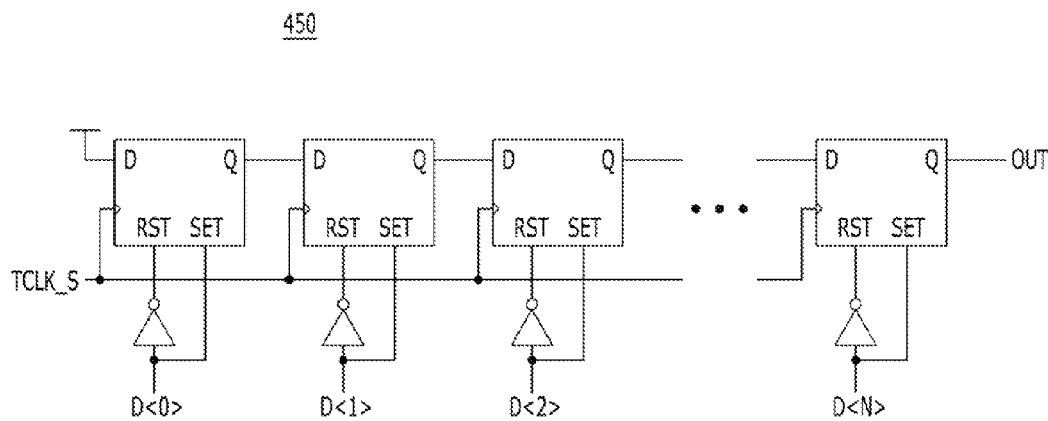 450
D Q D Q D Q D Q OUT
RST SET RST SET RST SET RST SET
TCLK_S
D<0> D<1> D<2> D<N>